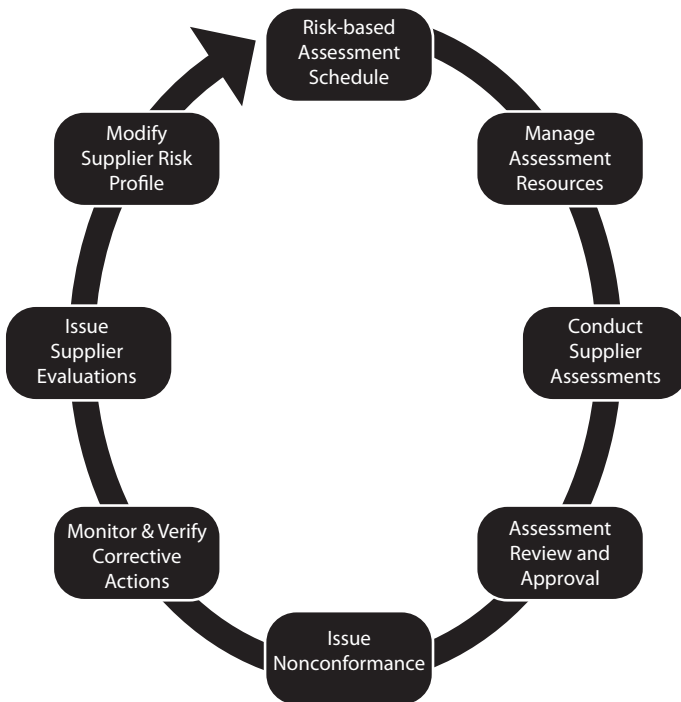 Risk-based
Assessment
Schedule
Manage
Assessment
Resources
Conduct
Supplier
Assessments
Assessment
Review and
Approval
Issue
Nonconformance
Monitor & Verify
Corrective
Actions
Issue
Supplier
Evaluations
Modify
Supplier Risk
Profile